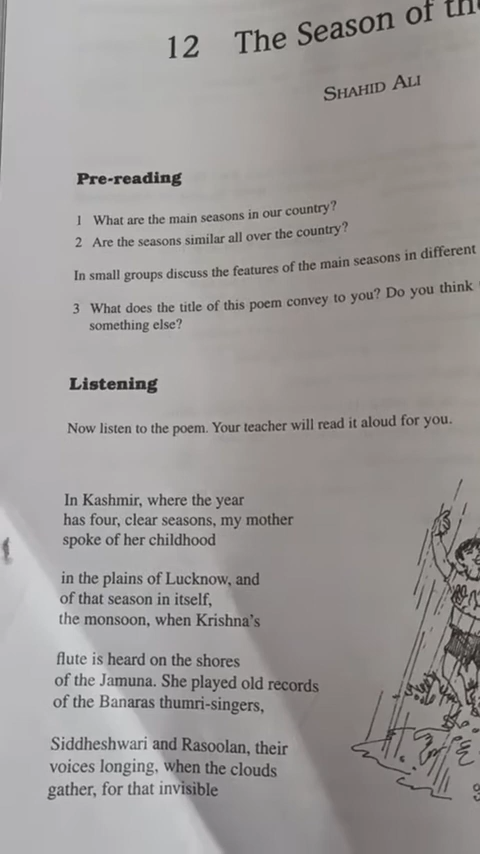 12 The Season of
SHAHID ALI
Pre-reading
1 What are the main seasons in our country?
2 Are the seasons similar all over the country?
In small groups discuss the features of the main seasons in different
3 What does the title of this poem convey to you? Do you think
something else?
Listening
Now listen to the poem. Your teacher will read it aloud for you.
In Kashmir, where the year
has four, clear seasons, my mother
spoke of her childhood
in the plains of Lucknow, and
of that season in itself,
the monsoon, when Krishna's
flute is heard on the shores
of the Jamuna. She played old records
of the Banaras thumri-singers,
Siddheshwari and Rasoolan, their
voices longing, when the clouds
gather, for that invisible